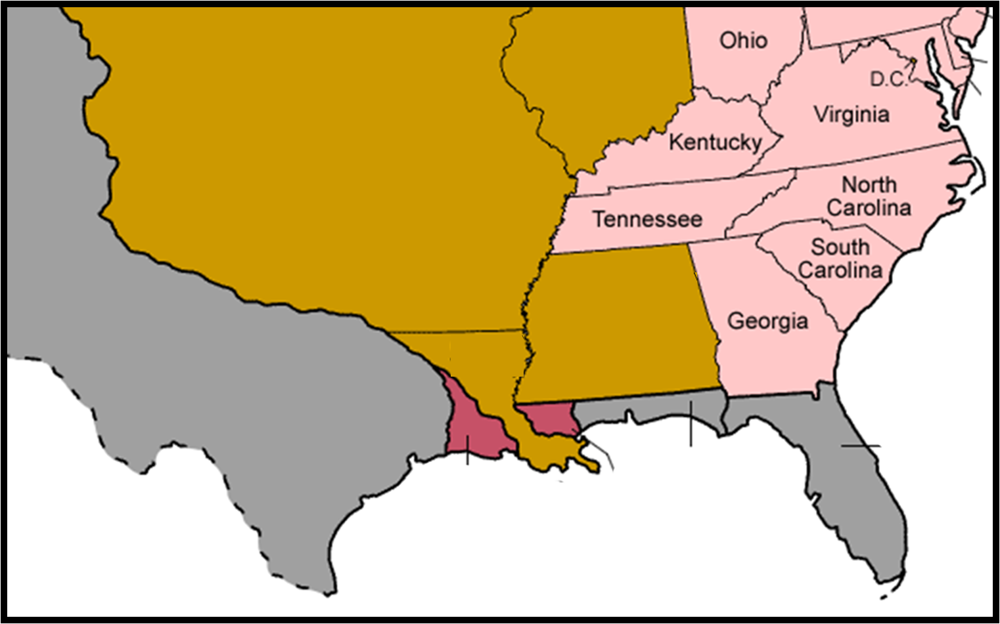 Ohio
D.C.
Virginia
Kentucky
North
Carolina
Tennessee
South
Carolina
Georgia